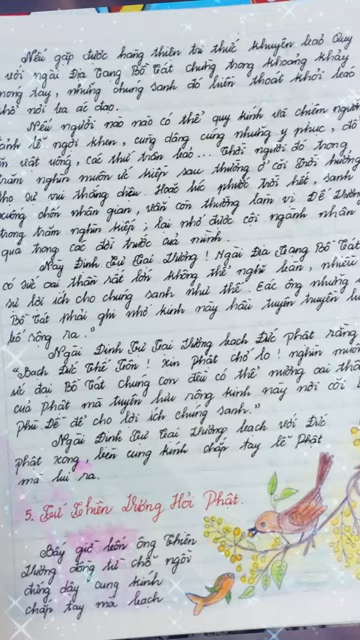 Nếu gặp được hàng thiên tri thức khuyên bảo Quy
với ngài Địa Tạng Bồ Tát chừng trong khoảng khảy
móng tay, những chúng sanh đó liền thoát khỏi báo
khổ nơi ba ác đạo.
Nếu người nào nào có thể quy kính và chiêm ngưỡ
ảnh lễ ngợi khen, cúng dâng cúng những y phục, đồ
ăn vật uống, các thứ trân bảo... Thời người đó trong
trăm nghìn muôn ức kiếp sau thường ở cõi Trời hưởng
thọ sự vui thắng diệu. Hoặc lúc phước trời hết, sanh
xuống chốn nhân gian, vẫn còn thường làm vì Đế Vương
trong trăm nghìn kiếp; lại nhớ được cội ngành nhân
quả trong các đời trước của mình.
Này Định Tự Tại Vương! Ngài Địa Tạng Bồ Tát
có sức oai thần rất lớn không thể nghĩ bàn, nhiều
sự lợi ích cho chúng sanh như thế. Các ông những
Bồ Tát phải ghi nhớ kinh này hầu tuyên truyền lư
bố rộng ra."
Ngài Định Tự Tại Vương bạch Đức phật rằng
"Bạch Đức Thế Tôn! Xin phật chớ lo! nghìn muôn
ức đại Bồ Tát chúng con đều có thể nương oai thần
của Phật mà tuyên lưu rộng kinh này nơi cõi
Phù Đề để cho lợi ích chúng sanh."
Ngài Định Tự Tại Vương bạch với Đức
phật xong, bèn cung kính chắp tay lễ Phật
mà lui ra.
5. Tứ Thiên Vương Hỏi Phật.
Bấy giờ bốn ông Thiên
Vương đồng từ chỗ ngồi
đứng dậy cung kính
chắp tay mà bạch